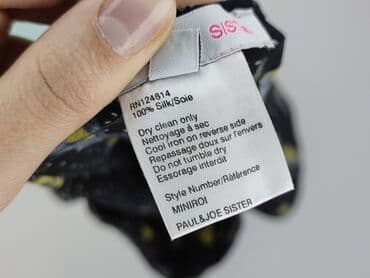 SIS
RN124614
100% Silk/Soie
Dry clean only
Nettoyage à sec
Cool iron on reverse side
Repassage doux sur l'envers
Do not tumble dry
Essorage interdit
Style Number/Référence
MINIROI
PAUL&JOE SISTER